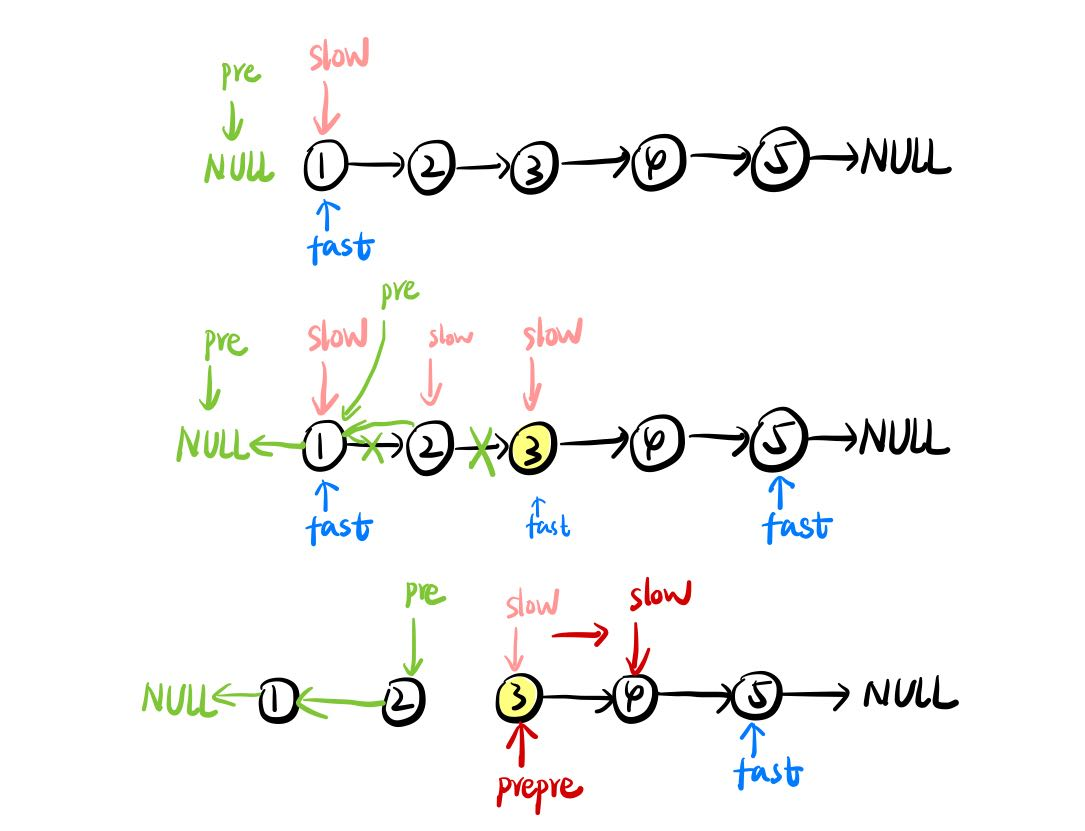 pre slow
NULL 1 2 3 4 5 NULL
fast
pre
pre slow slow slow
NULL 1 2 3 4 5 NULL
fast fast fast
pre slow slow
NULL 1 2 3 4 5 NULL
prepre fast